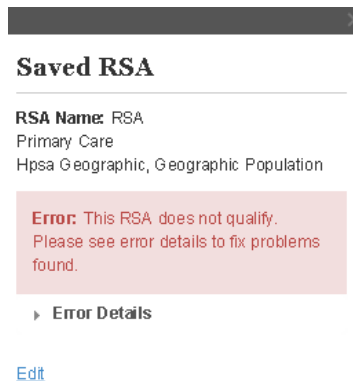 Saved RSA
RSA Name: RSA
Primary Care
Hpsa Geographic, Geographic Population
Error: This RSA does not qualify.
Please see error details to fix problems
found.
Error Details
Edit